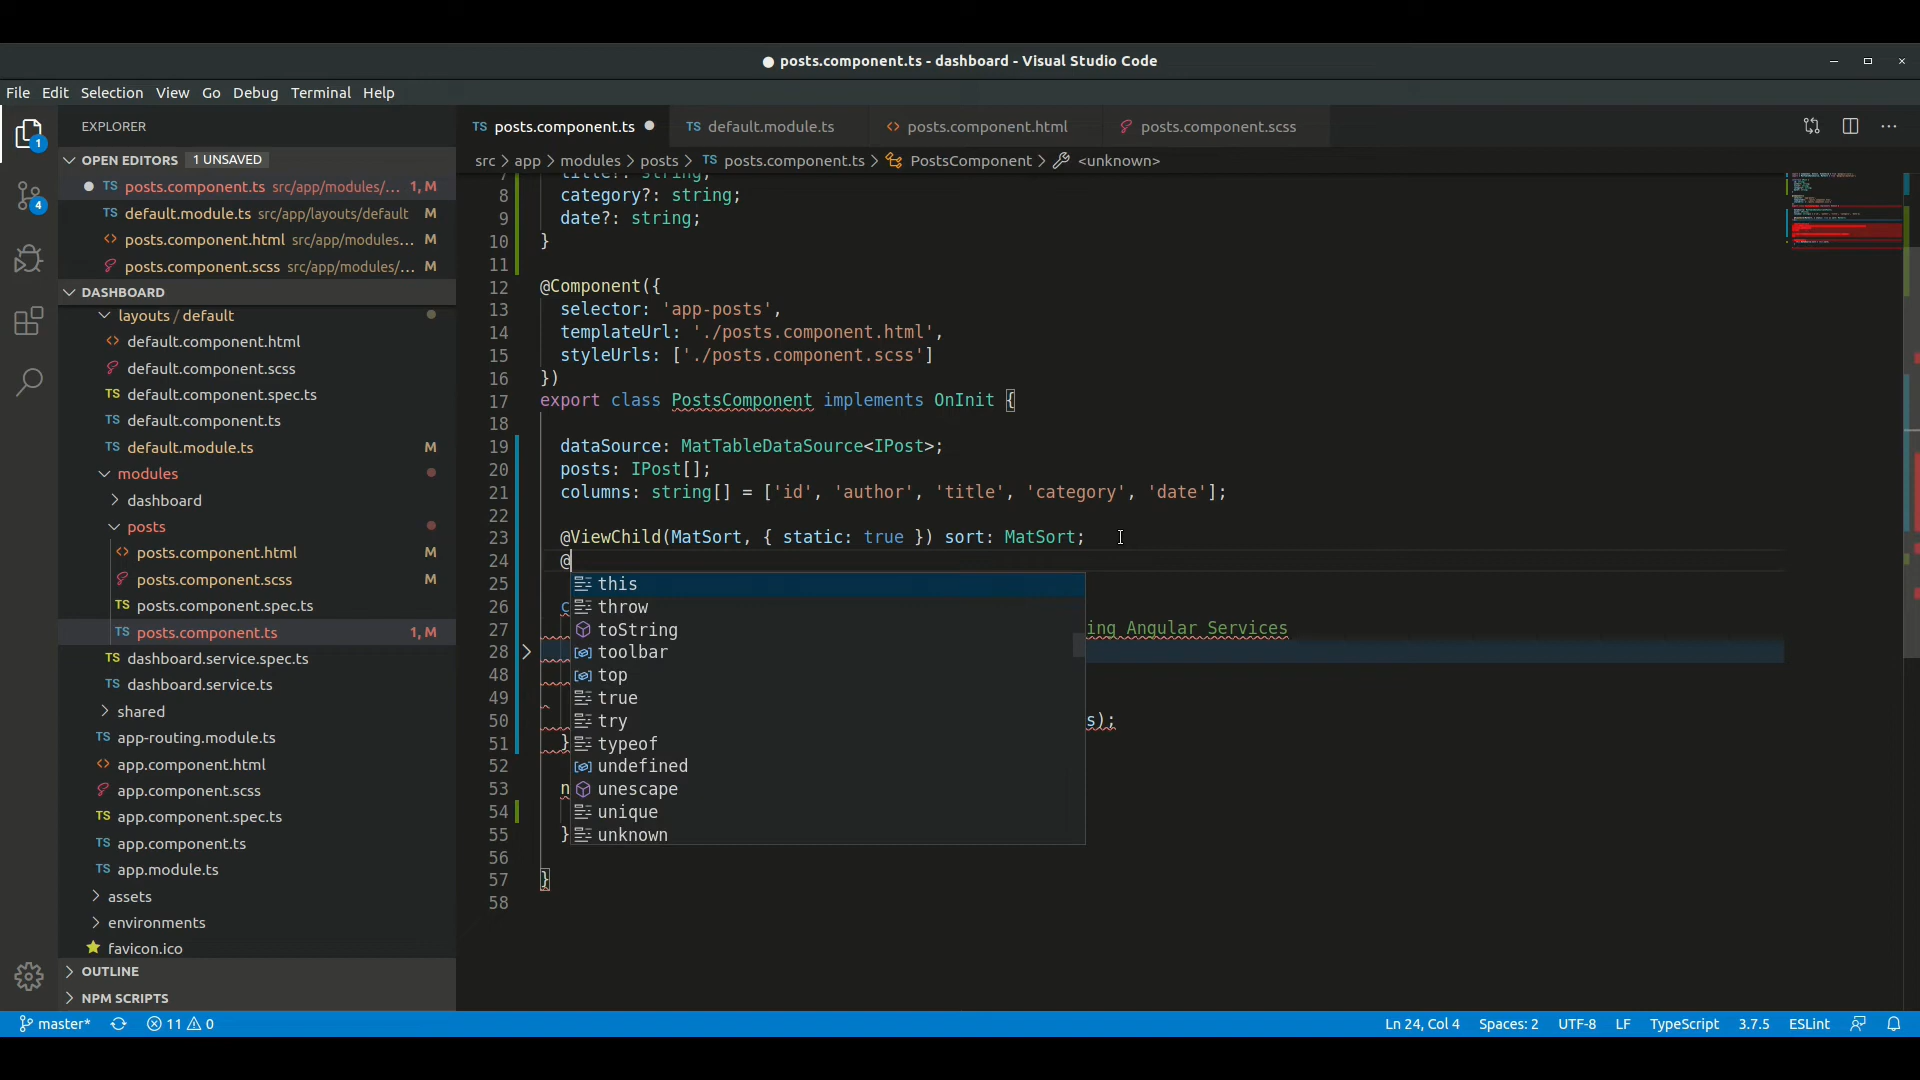 posts.component.ts - dashboard - Visual Studio Code
File Edit Selection View Go Debug Terminal Help
EXPLORER
posts.component.ts
default.module.ts
posts.component.html
posts.component.scss
OPEN EDITORS 1 UNSAVED
src > app > modules > posts > TS posts.component.ts > PostsComponent > <unknown>
TS posts.component.ts src/app/modules/... 1, M
TS default.module.ts src/app/layouts/default M
posts.component.html src/app/modules... M
posts.component.scss src/app/modules/... M
DASHBOARD
layouts / default
default.component.html
default.component.scss
TS default.component.spec.ts
TS default.component.ts
TS default.module.ts M
modules
dashboard
posts
posts.component.html M
posts.component.scss M
TS posts.component.spec.ts
TS posts.component.ts 1, M
TS dashboard.service.spec.ts
TS dashboard.service.ts
shared
TS app-routing.module.ts
app.component.html
app.component.scss
TS app.component.spec.ts
TS app.component.ts
TS app.module.ts
assets
environments
favicon.ico
OUTLINE
NPM SCRIPTS
7 title?: string;
8 category?: string;
9 date?: string;
10 }
11
12 @Component({
13 selector: 'app-posts',
14 templateUrl: './posts.component.html',
15 styleUrls: ['./posts.component.scss']
16 })
17 export class PostsComponent implements OnInit {
18
19 dataSource: MatTableDataSource<IPost>;
20 posts: IPost[];
21 columns: string[] = ['id', 'author', 'title', 'category', 'date'];
22
23 @ViewChild(MatSort, { static: true }) sort: MatSort;
24 @
25
26 c
27 ing Angular Services
28
48
49
50 s);
51 }
52
53 n
54
55 }
56
57 }
58
this
throw
toString
toolbar
top
true
try
typeof
undefined
unescape
unique
unknown
master* 11 0 Ln 24, Col 4 Spaces: 2 UTF-8 LF TypeScript 3.7.5 ESLint